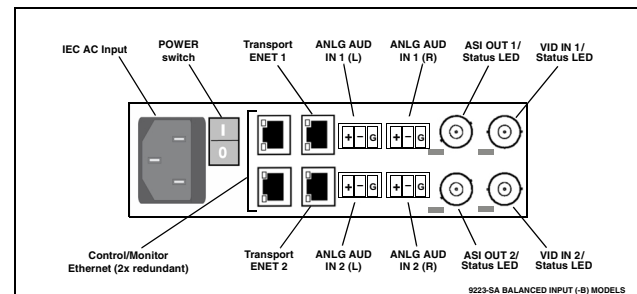 IEC AC Input
POWER
switch
Transport
ENET 1
ANLG AUD
IN 1 (L)
ANLG AUD
IN 1 (R)
ASI OUT 1/
Status LED
VID IN 1/
Status LED
I
0
+ − G
+ − G
+ − G
+ − G
Control/Monitor
Ethernet (2x redundant)
Transport
ENET 2
ANLG AUD
IN 2 (L)
ANLG AUD
IN 2 (R)
ASI OUT 2/
Status LED
VID IN 2/
Status LED
9223-SA BALANCED INPUT (-B) MODELS